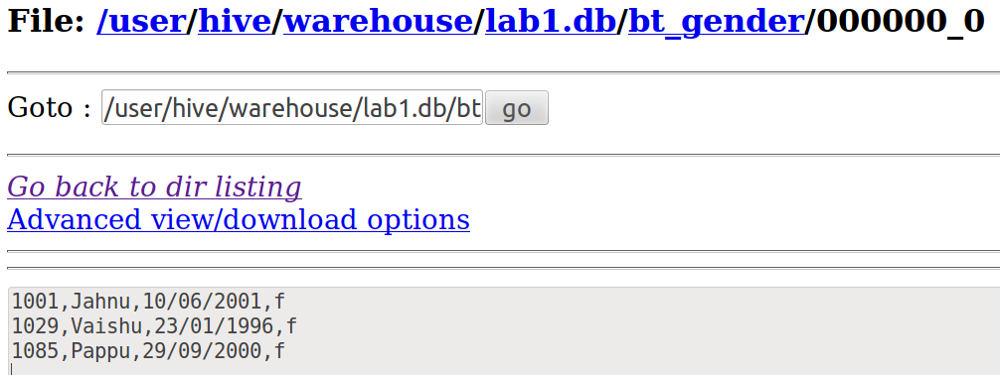 File: /user/hive/warehouse/lab1.db/bt_gender/000000_0
Goto : /user/hive/warehouse/lab1.db/bt go
Go back to dir listing
Advanced view/download options
1001,Jahnu,10/06/2001,f
1029,Vaishu,23/01/1996,f
1085,Pappu,29/09/2000,f